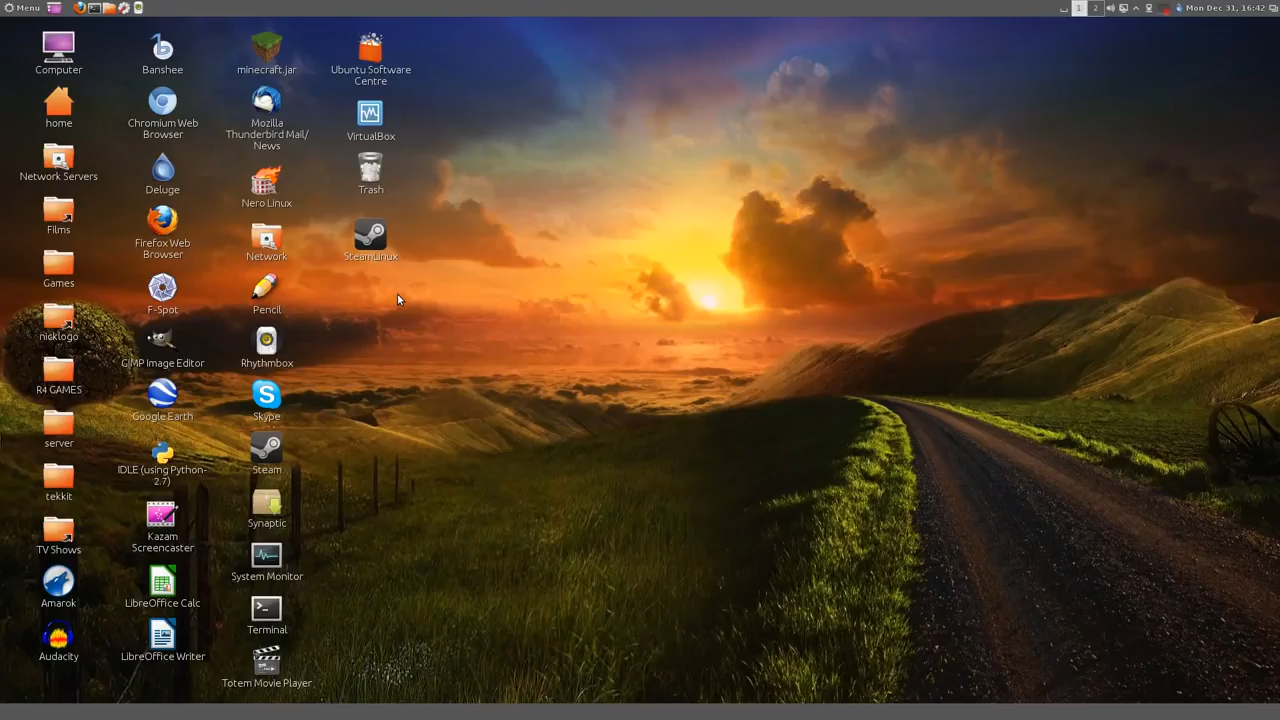 Menu
1 2 Mon Dec 31, 16:42
Computer
home
Network Servers
Films
Games
nicklogo
R4 GAMES
server
tekkit
TV Shows
Amarok
Audacity
Banshee
Chromium Web
Browser
Deluge
Firefox Web
Browser
F-Spot
GIMP Image Editor
Google Earth
IDLE (using Python-
2.7)
Kazam
Screencaster
LibreOffice Calc
LibreOffice Writer
minecraft.jar
Mozilla
Thunderbird Mail/
News
Nero Linux
Network
Pencil
Rhythmbox
Skype
Steam
Synaptic
System Monitor
Terminal
Totem Movie Player
Ubuntu Software
Centre
VirtualBox
Trash
SteamLinux